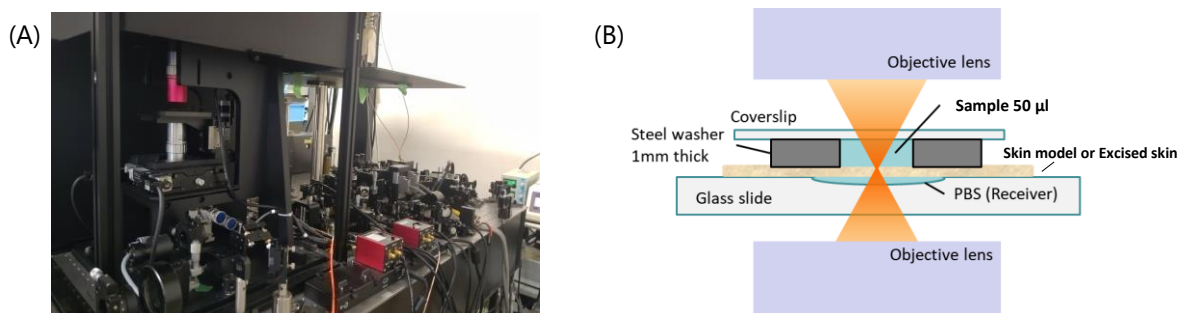 (A)
(B)
Objective lens
Sample 50 µl
Coverslip
Steel washer
1mm thick
Skin model or Excised skin
PBS (Receiver)
Glass slide
Objective lens